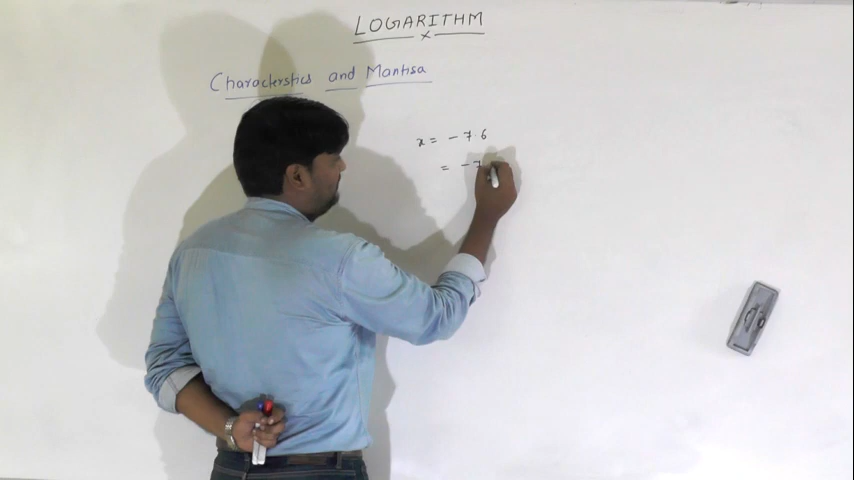 LOGARITHM
x
Characterstics and Mantisa
x = - 7.6
= - 7